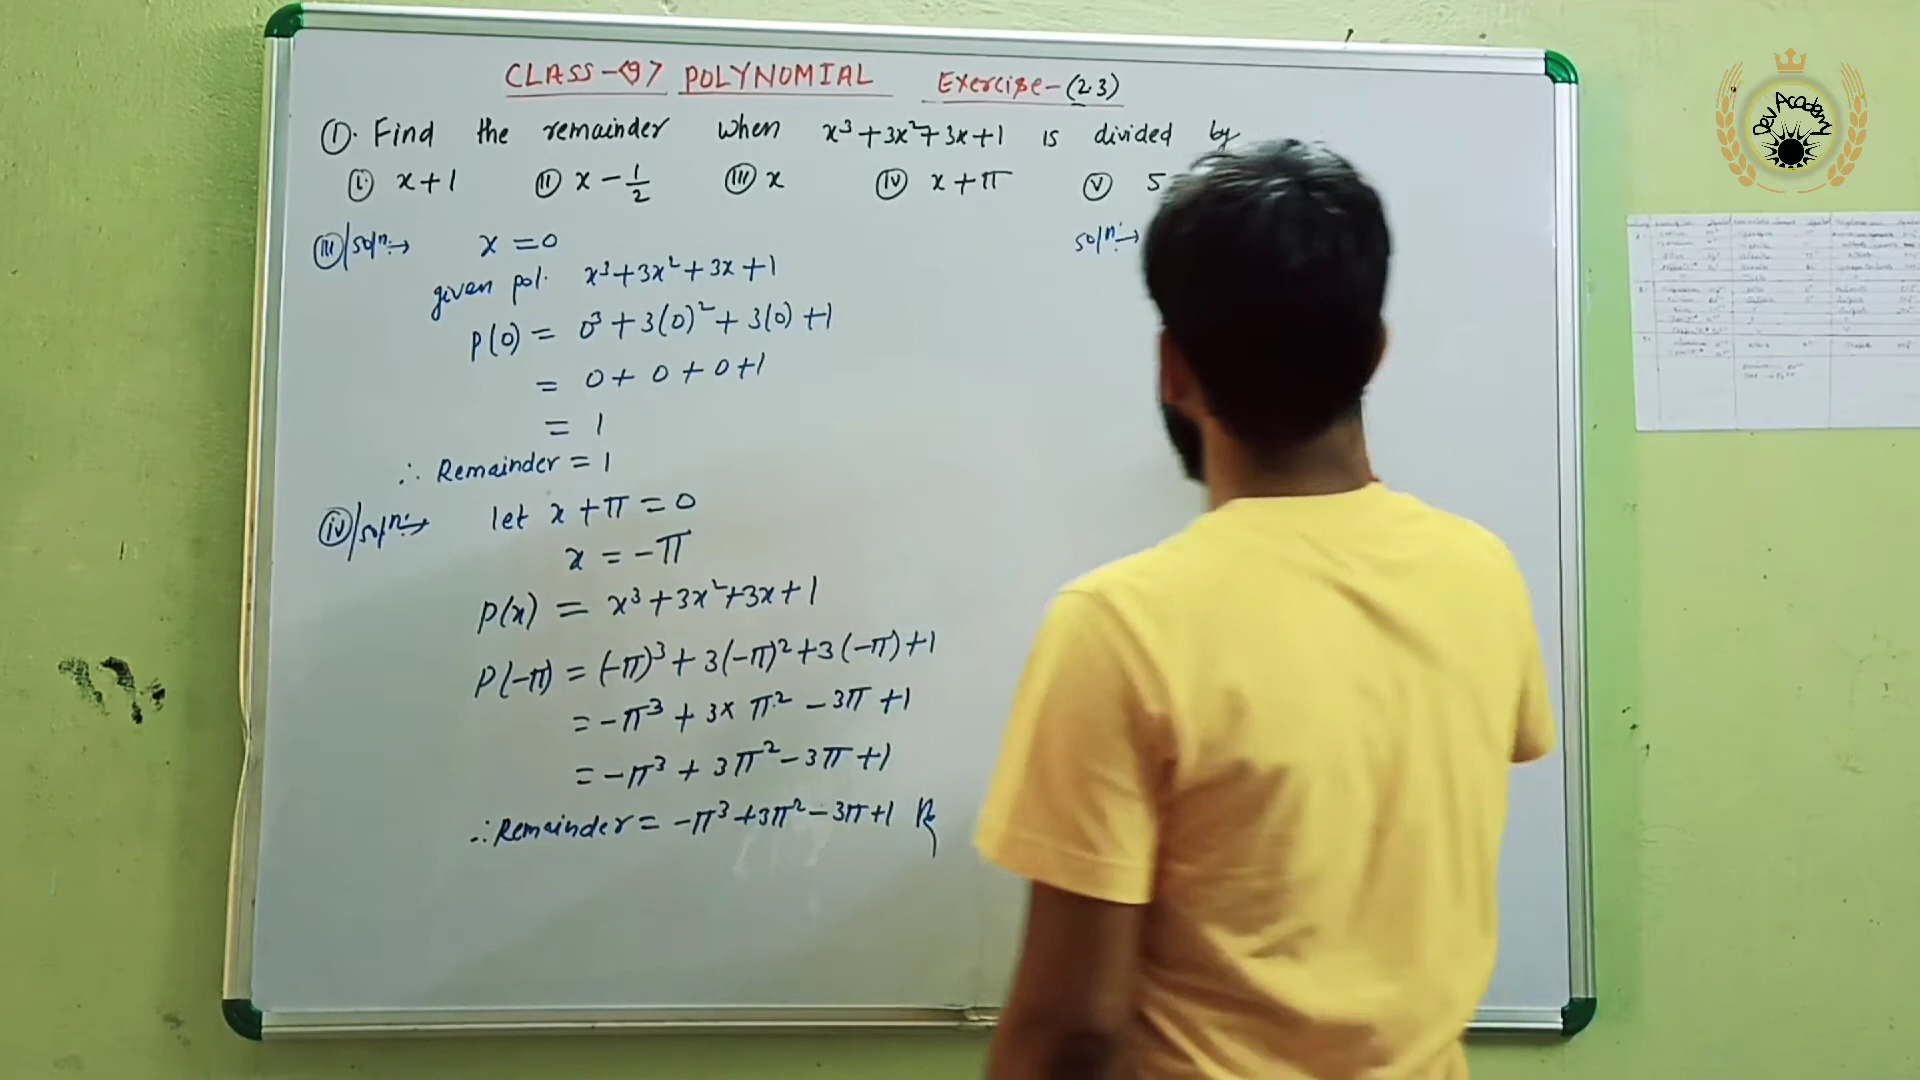 CLASS-<9> POLYNOMIAL Exercise-(2.3)
①. Find the remainder when x³+3x²+3x+1 is divided by
ⓘ x+1 ⓘⓘ x-1/2 ⓘⓘⓘ x ⓘⓥ x+π ⓥ 5
ⓘⓘⓘ/soln.→ x=0
given pol. x³+3x²+3x+1
P(0) = 0³+3(0)²+3(0)+1
= 0+0+0+1
= 1
∴ Remainder = 1
ⓘⓥ/soln.→ let x+π=0
x=-π
P(x) = x³+3x²+3x+1
P(-π) = (-π)³+3(-π)²+3(-π)+1
= -π³+3×π²-3π+1
= -π³+3π²-3π+1
∴ Remainder = -π³+3π²-3π+1
soln.→
Dev Academy